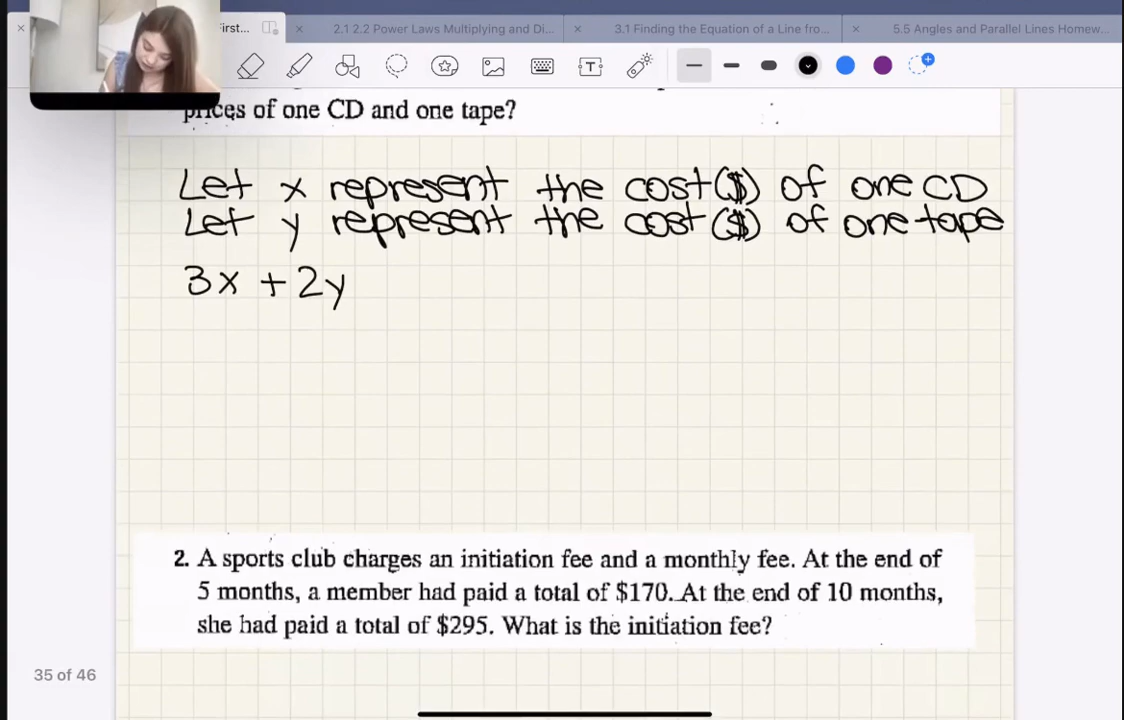 irst...
2.1 2.2 Power Laws Multiplying and Di...
3.1 Finding the Equation of a Line fro...
5.5 Angles and Parallel Lines Homew...
prices of one CD and one tape?
Let x represent the cost($) of one CD
Let y represent the cost($) of one tape
3x + 2y
2. A sports club charges an initiation fee and a monthly fee. At the end of
5 months, a member had paid a total of $170. At the end of 10 months,
she had paid a total of $295. What is the initiation fee?
35 of 46